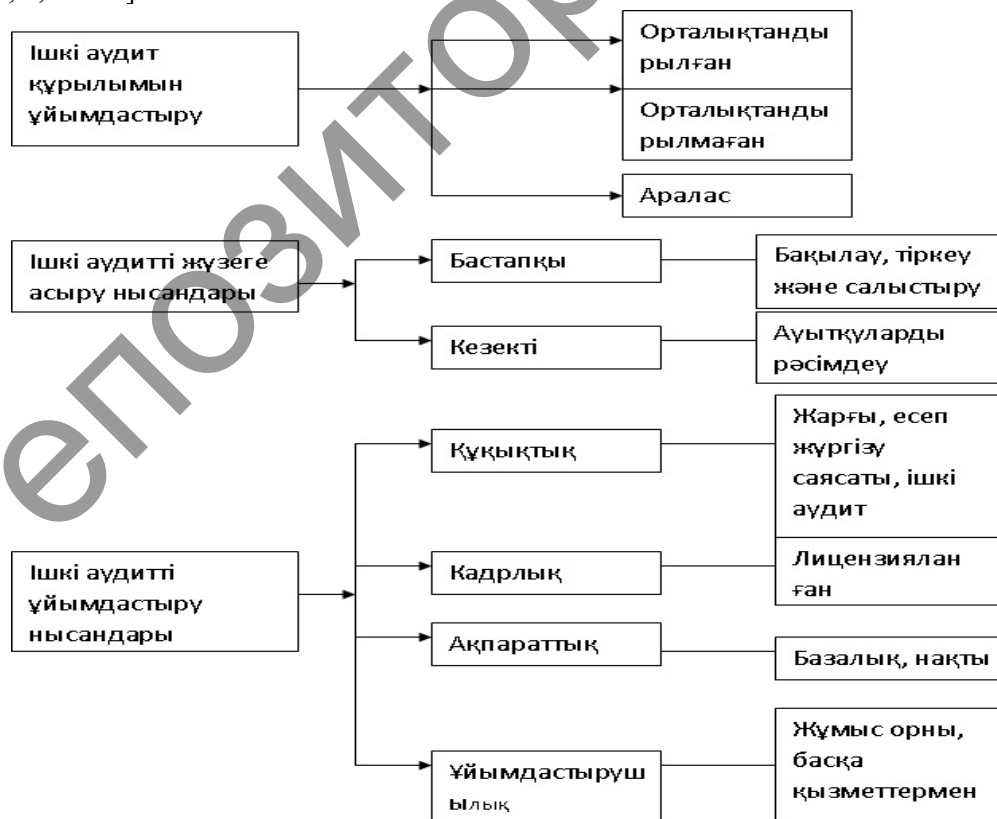 Ішкі аудит
құрылымын
ұйымдастыру
Орталықтанды
рылған
Орталықтанды
рылмаған
Аралас
Ішкі аудитті жүзеге
асыру нысандары
Бастапқы
Бақылау, тіркеу
және салыстыру
Кезекті
Ауытқуларды
рәсімдеу
Ішкі аудитті
ұйымдастыру
нысандары
Құқықтық
Жарғы, есеп
жүргізу
саясаты, ішкі
аудит
Кадрлық
Лицензиялан
ған
Ақпараттық
Базалық, нақты
Ұйымдастыруш
ылық
Жұмыс орны,
басқа
қызметтермен
епозитор